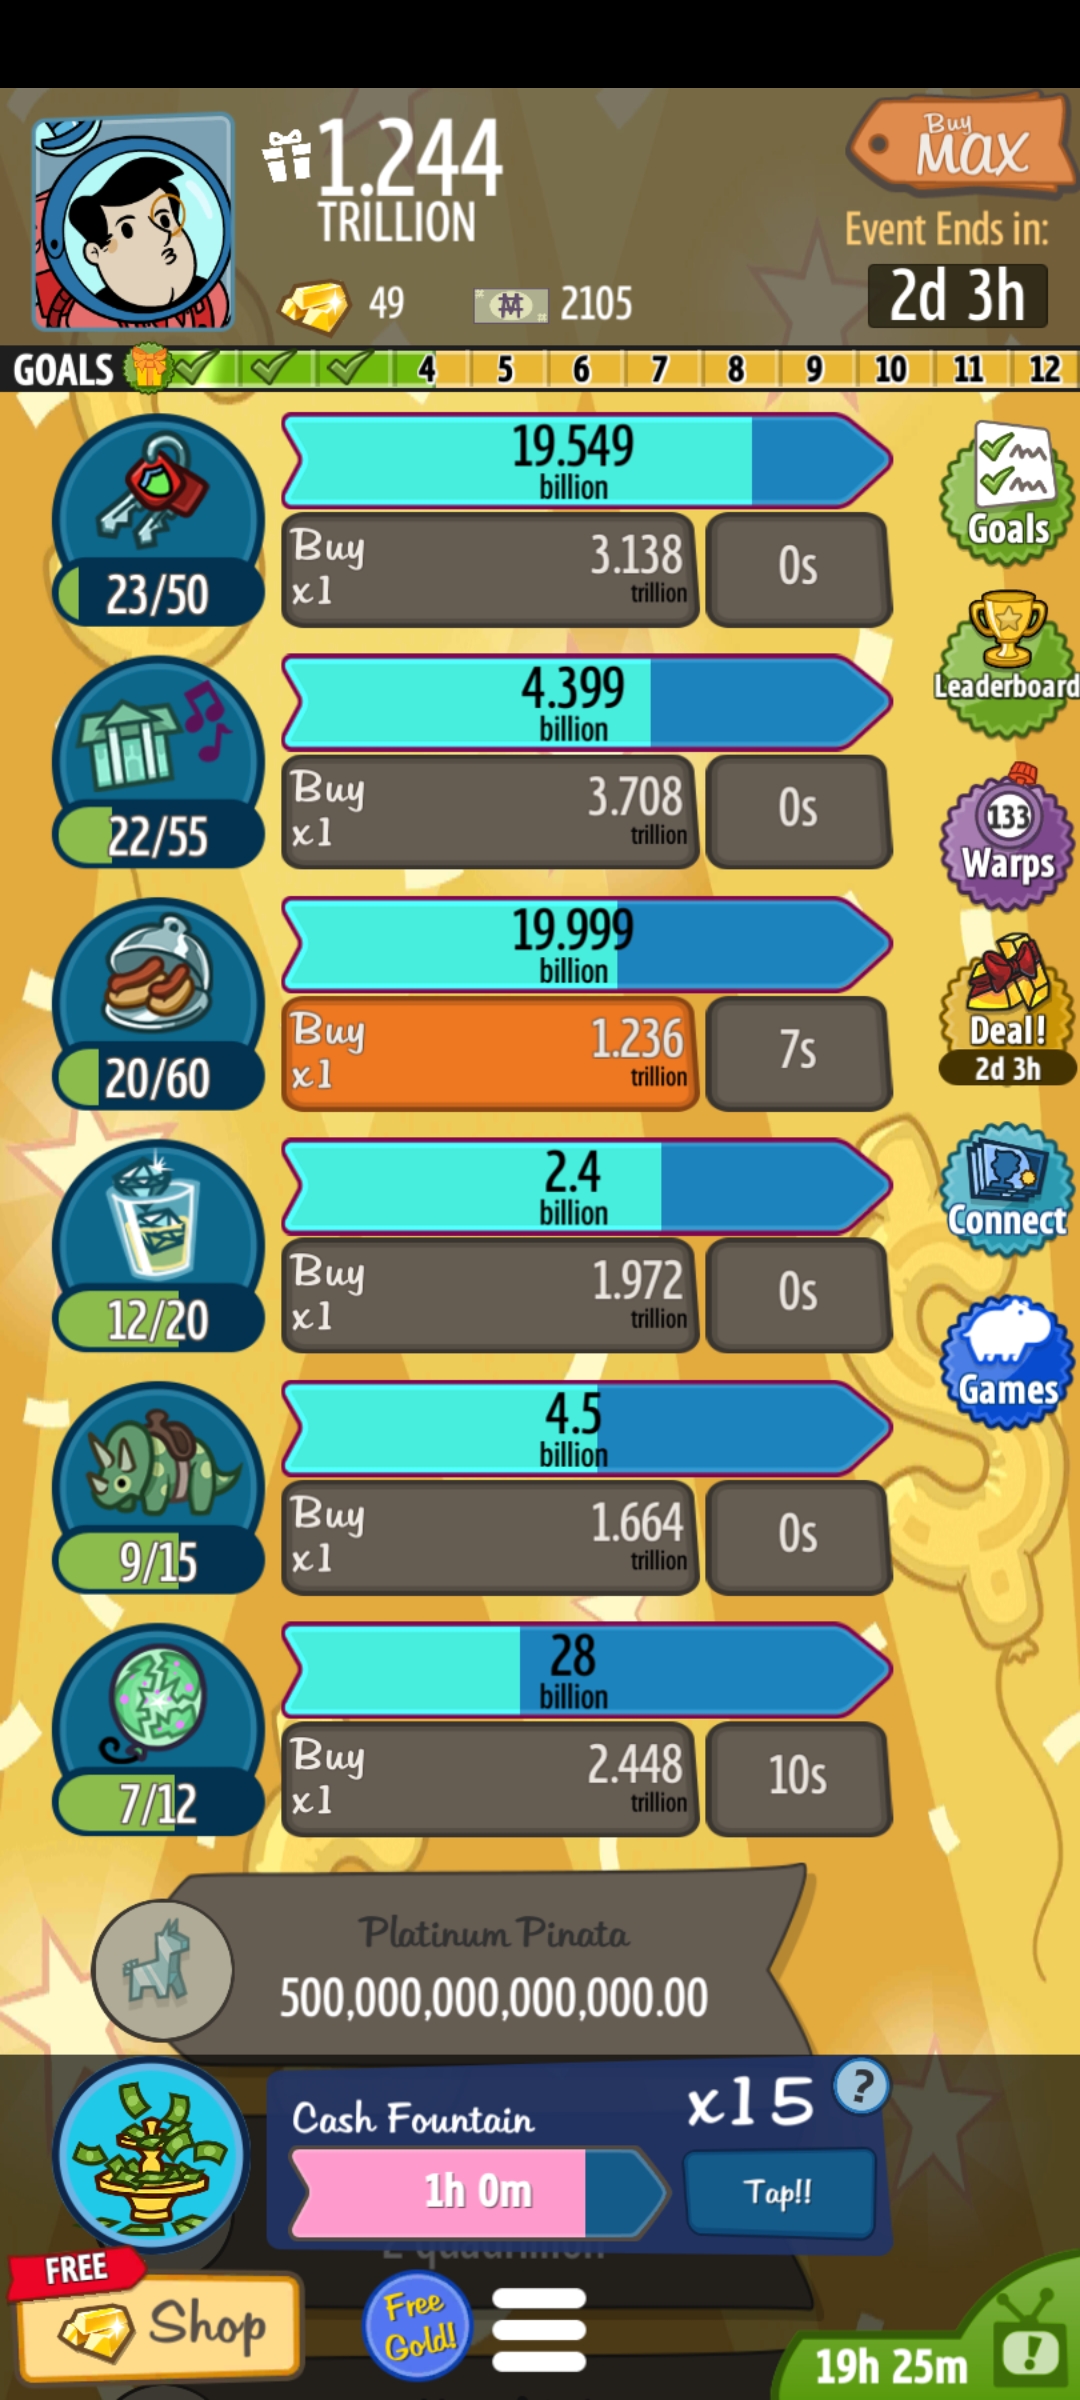 1.244
TRILLION
Buy
Max
Event Ends in:
2d 3h
49
2105
GOALS 4 5 6 7 8 9 10 11 12
19.549
billion
Buy
x1
3.138
trillion
0s
23/50
Goals
4.399
billion
Buy
x1
3.708
trillion
0s
22/55
Leaderboard
133
Warps
19.999
billion
Buy
x1
1.236
trillion
7s
20/60
Deal!
2d 3h
2.4
billion
Buy
x1
1.972
trillion
0s
12/20
Connect
4.5
billion
Buy
x1
1.664
trillion
0s
9/15
Games
28
billion
Buy
x1
2.448
trillion
10s
7/12
Platinum Pinata
500,000,000,000,000.00
Cash Fountain
x15
?
1h 0m
Tap!!
FREE
Shop
Free
Gold!
19h 25m
!